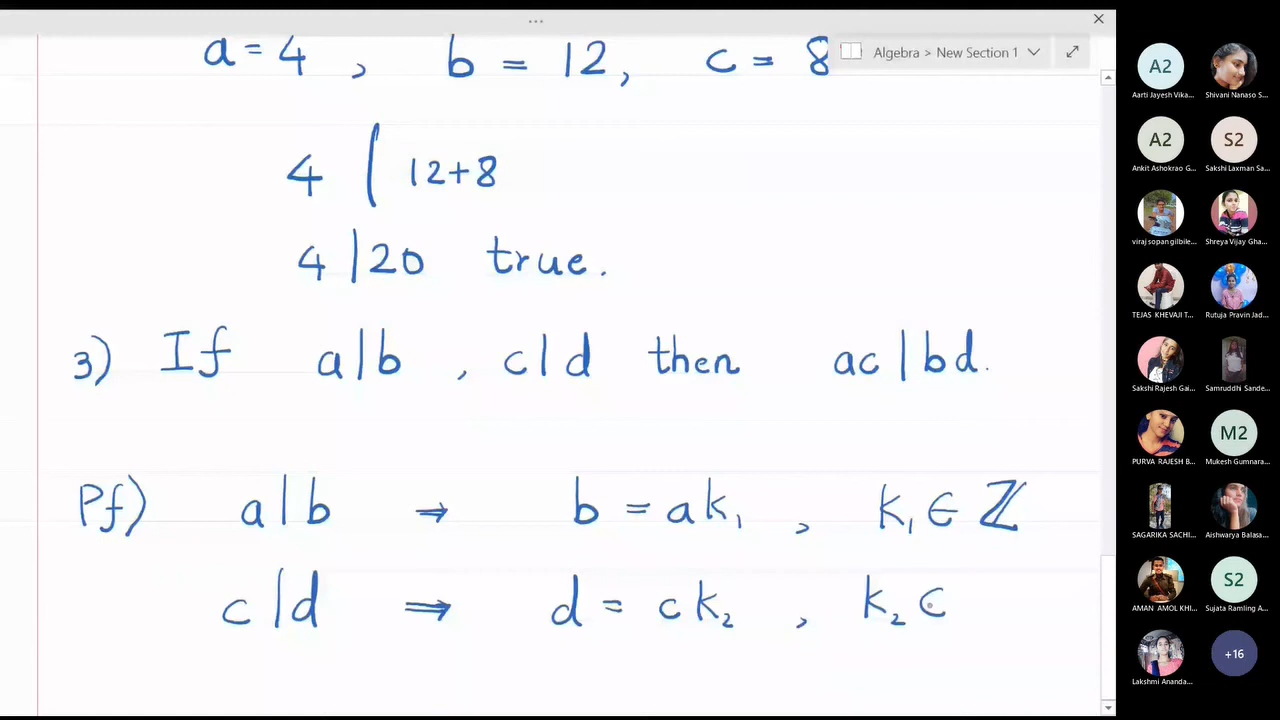 a = 4 , b = 12, c = 8
Algebra > New Section 1
4 | 12+8
4 | 20 true.
3) If a | b , c | d then ac | bd.
Pf) a | b ⇒ b = ak₁ , k₁ ∈ ℤ
c | d ⇒ d = ck₂ , k₂ c
A2
Aarti Jayesh Vika...
Shivani Nanaso S...
A2
Ankit Ashokrao G...
S2
Sakshi Laxman Sa...
viraj sopan gilbile...
Shreya Vijay Gha...
TEJAS KHEVAJI T...
Rutuja Pravin Jad...
Sakshi Rajesh Gai...
Samruddhi Sande...
PURVA RAJESH B...
M2
Mukesh Gumnara...
SAGARIKA SACHI...
Aishwarya Balasa...
AMAN AMOL KHI...
S2
Sujata Ramling A...
Lakshmi Ananda...
+16